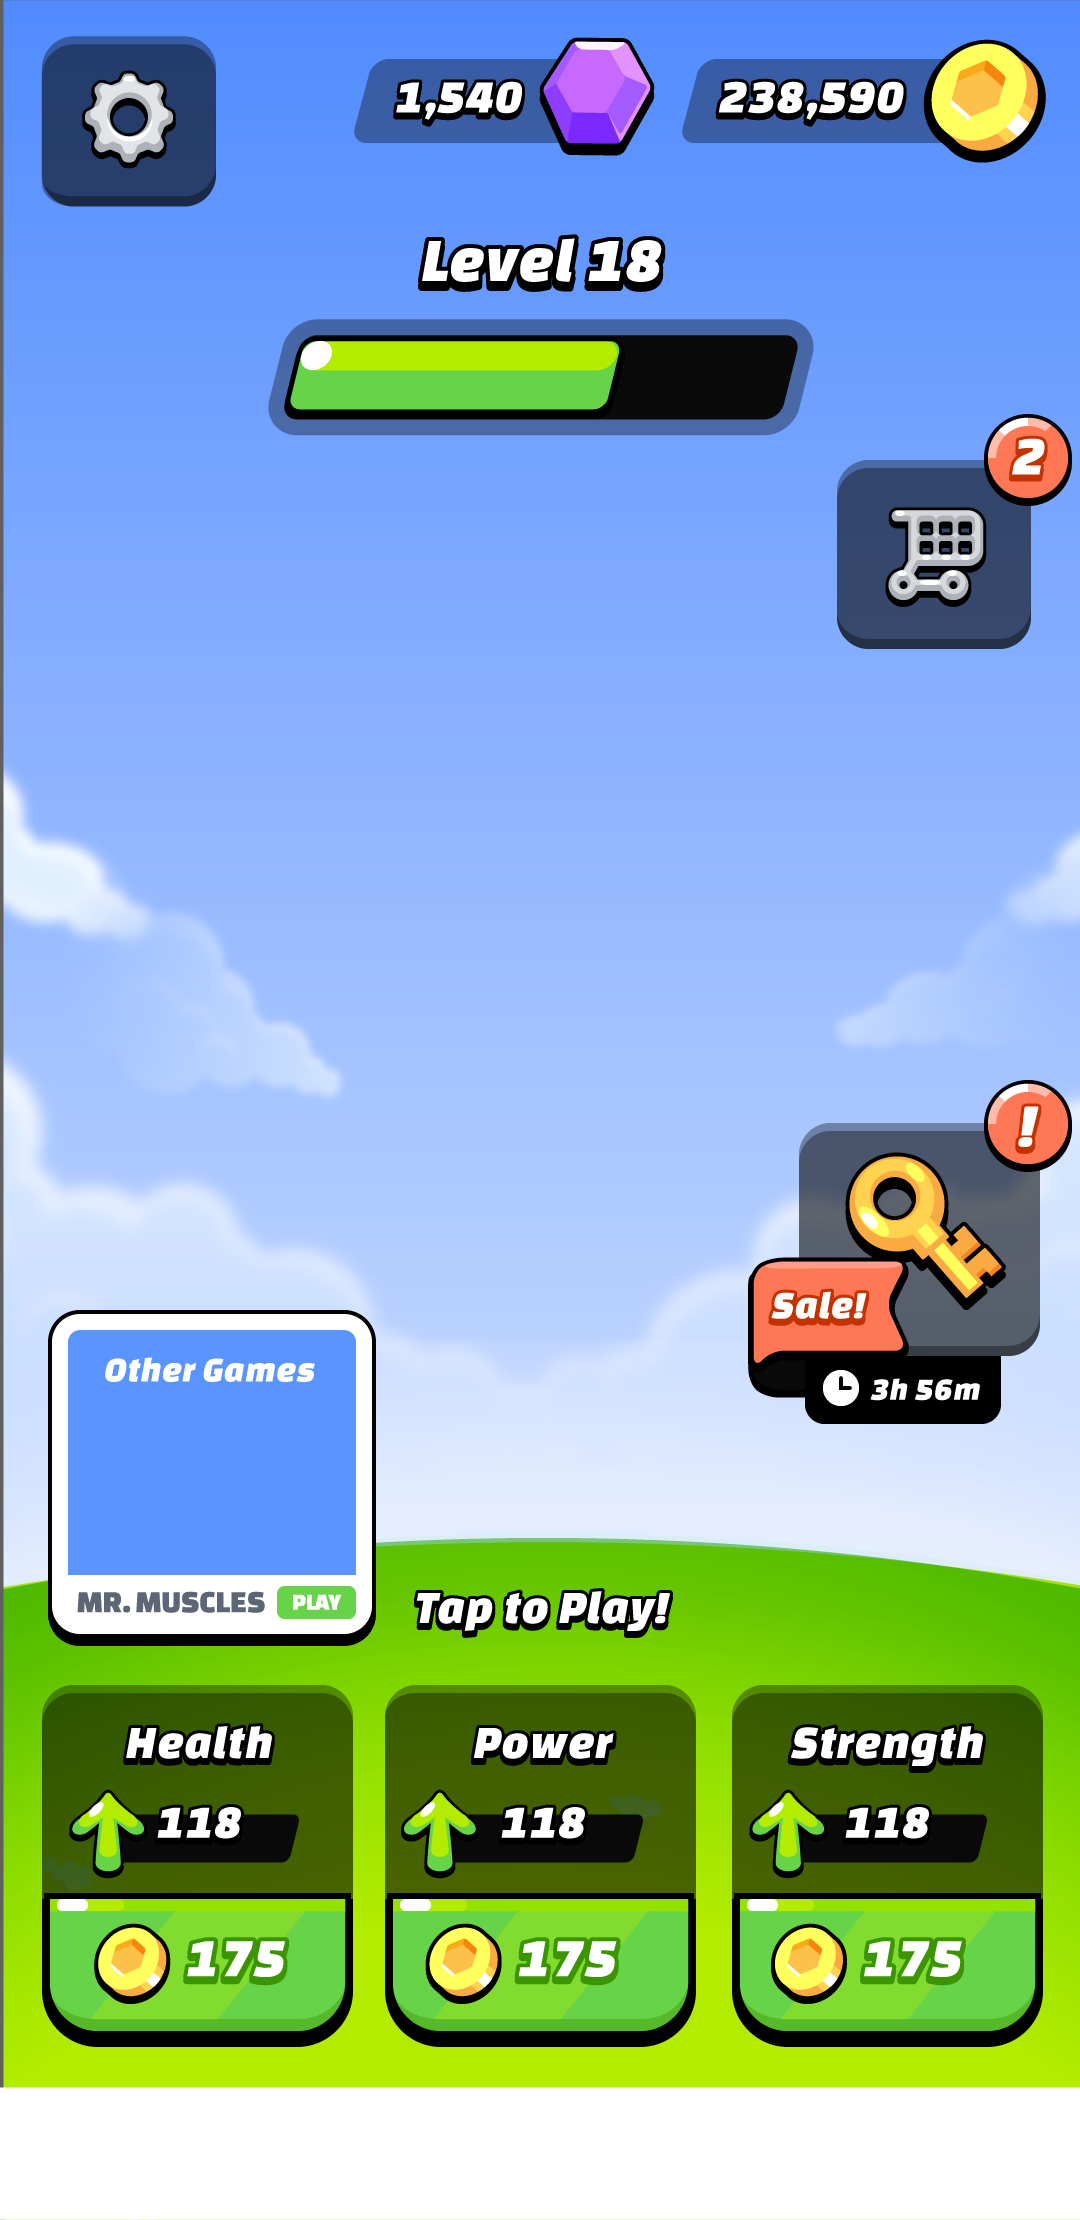 1,540
238,590
Level 18
2
!
Sale!
3h 56m
Other Games
MR. MUSCLES PLAY
Tap to Play!
Health
Power
Strength
118
118
118
175
175
175